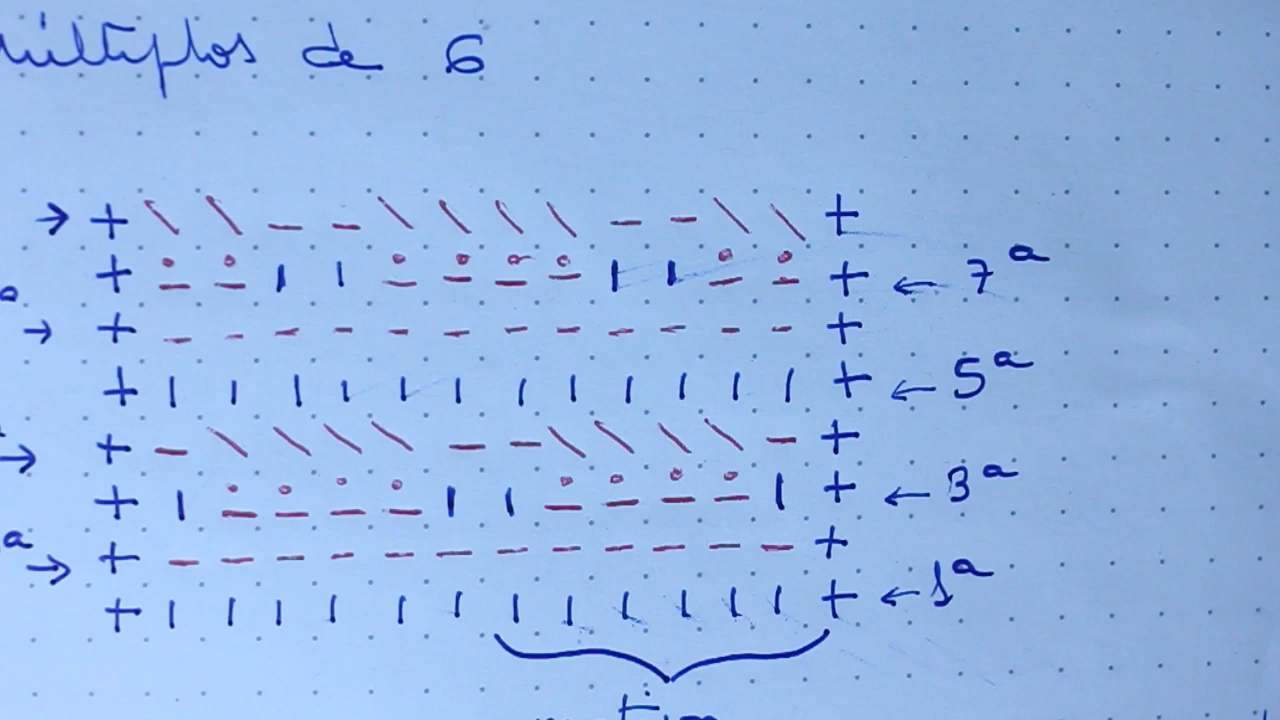 múltiplos de 6
→ + \ \ - - \ \ \ \ - - \ \ +
+ o̲ o̲ | | o̲ o̲ o̲ o̲ | | o̲ o̲ + ← 7ª
→ + - - - - - - - - - - - - +
+ | | | | | | | | | | | | + ← 5ª
→ + - \ \ \ \ - - \ \ \ \ - +
+ | o̲ o̲ o̲ o̲ | | o̲ o̲ o̲ o̲ | + ← 3ª
ª → + - - - - - - - - - - - - +
+ | | | | | | | | | | | | + ← 1ª